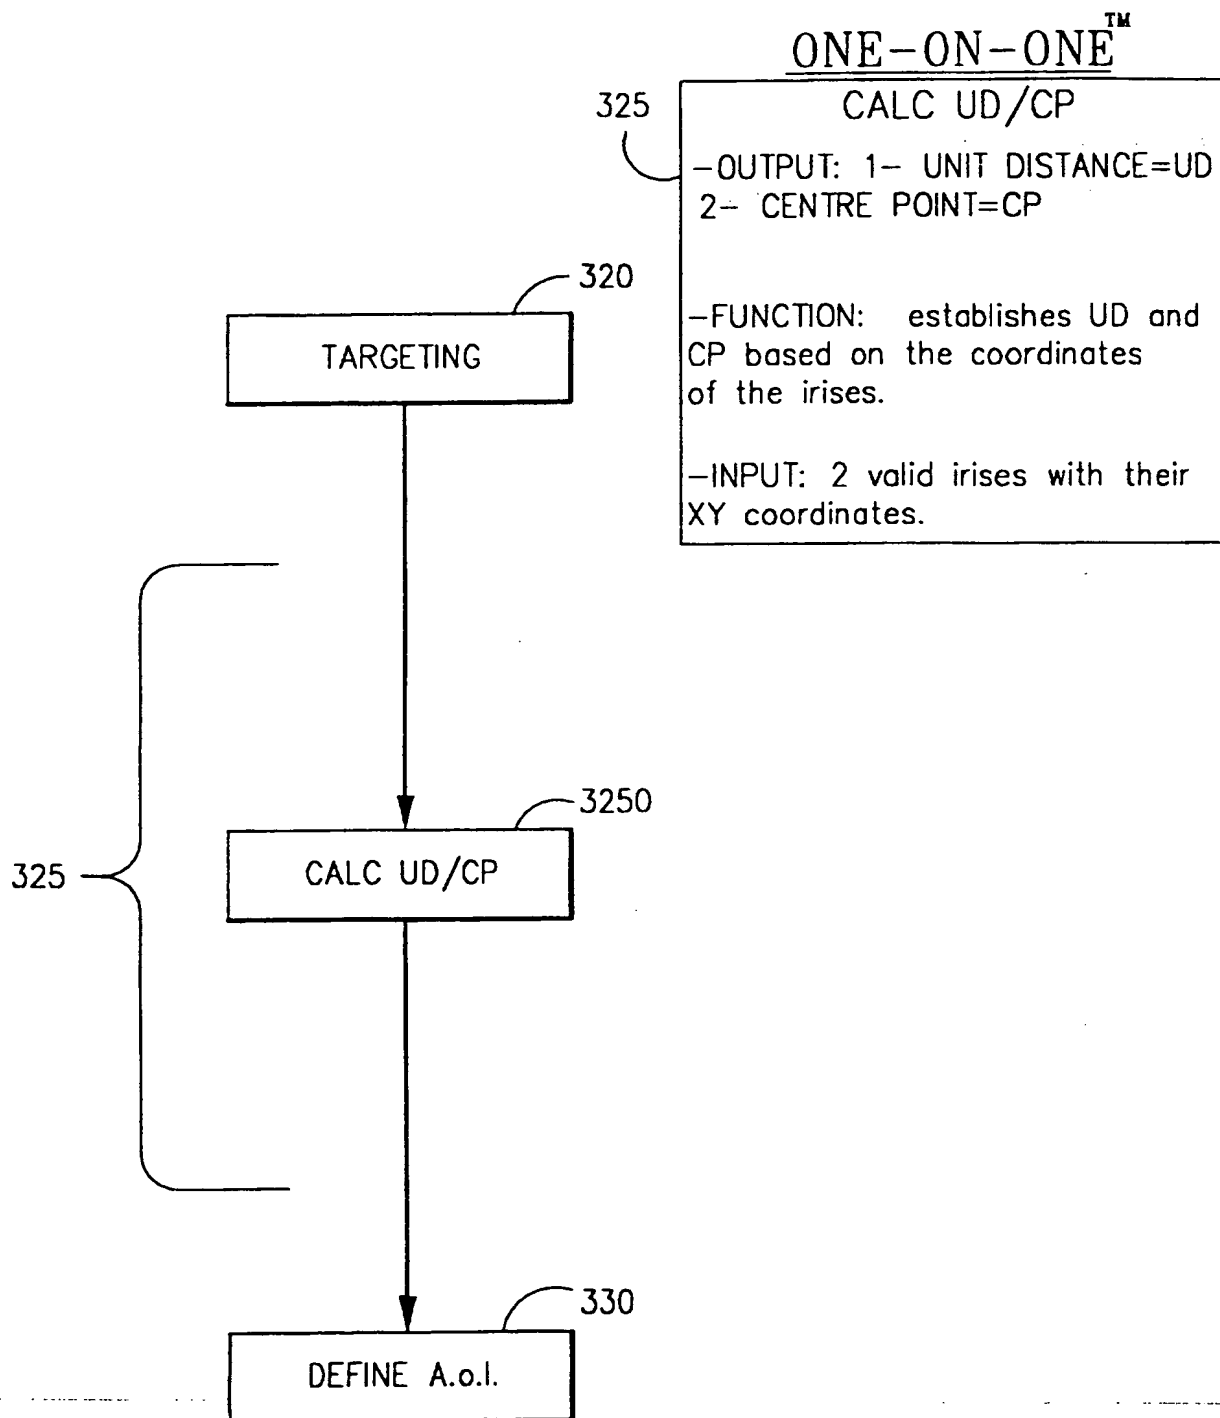 ONE-ON-ONE™
325
CALC UD/CP
-OUTPUT: 1- UNIT DISTANCE=UD
2- CENTRE POINT=CP
-FUNCTION: establishes UD and
CP based on the coordinates
of the irises.
-INPUT: 2 valid irises with their
XY coordinates.
320
TARGETING
3250
CALC UD/CP
325
330
DEFINE A.o.I.